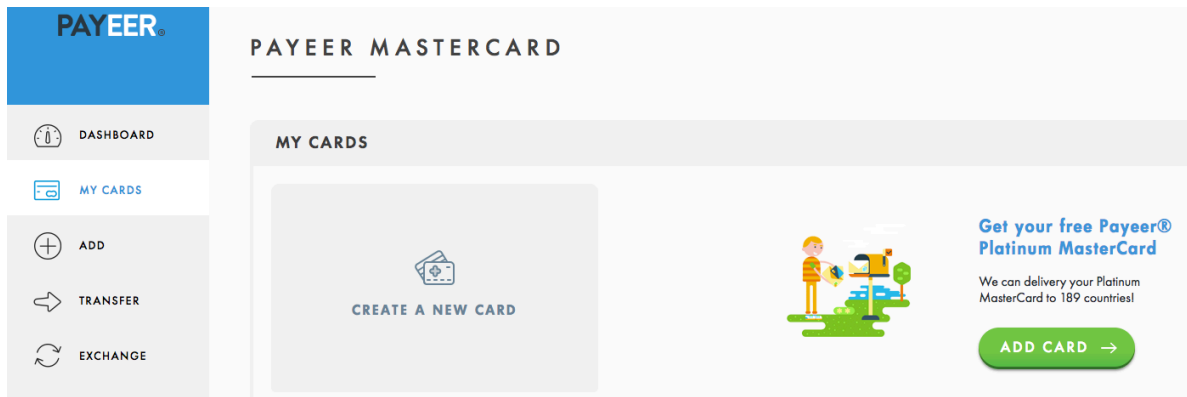 PAYEER®
PAYEER MASTERCARD
DASHBOARD
MY CARDS
ADD
TRANSFER
EXCHANGE
MY CARDS
CREATE A NEW CARD
Get your free Payeer®
Platinum MasterCard
We can delivery your Platinum
MasterCard to 189 countries!
ADD CARD →